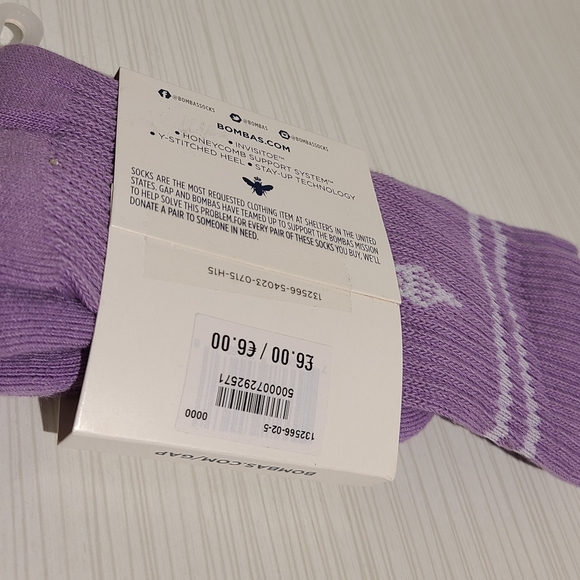 @BOMBASSOCKS
@BOMBAS
@BOMBASSOCKS
BOMBAS.COM
• INVISITOE™
• HONEYCOMB SUPPORT SYSTEM™
• Y-STITCHED HEEL • STAY-UP TECHNOLOGY
SOCKS ARE THE MOST REQUESTED CLOTHING ITEM AT SHELTERS IN THE UNITED
STATES. GAP AND BOMBAS HAVE TEAMED UP TO SUPPORT THE BOMBAS MISSION
TO HELP SOLVE THIS PROBLEM.FOR EVERY PAIR OF THESE SOCKS YOU BUY, WE'LL
DONATE A PAIR TO SOMEONE IN NEED.
132566-54023-0715-H15
132566-02-5
0000
500007292571
£6.00 / €6.00
BOMBAS.COM/GAP